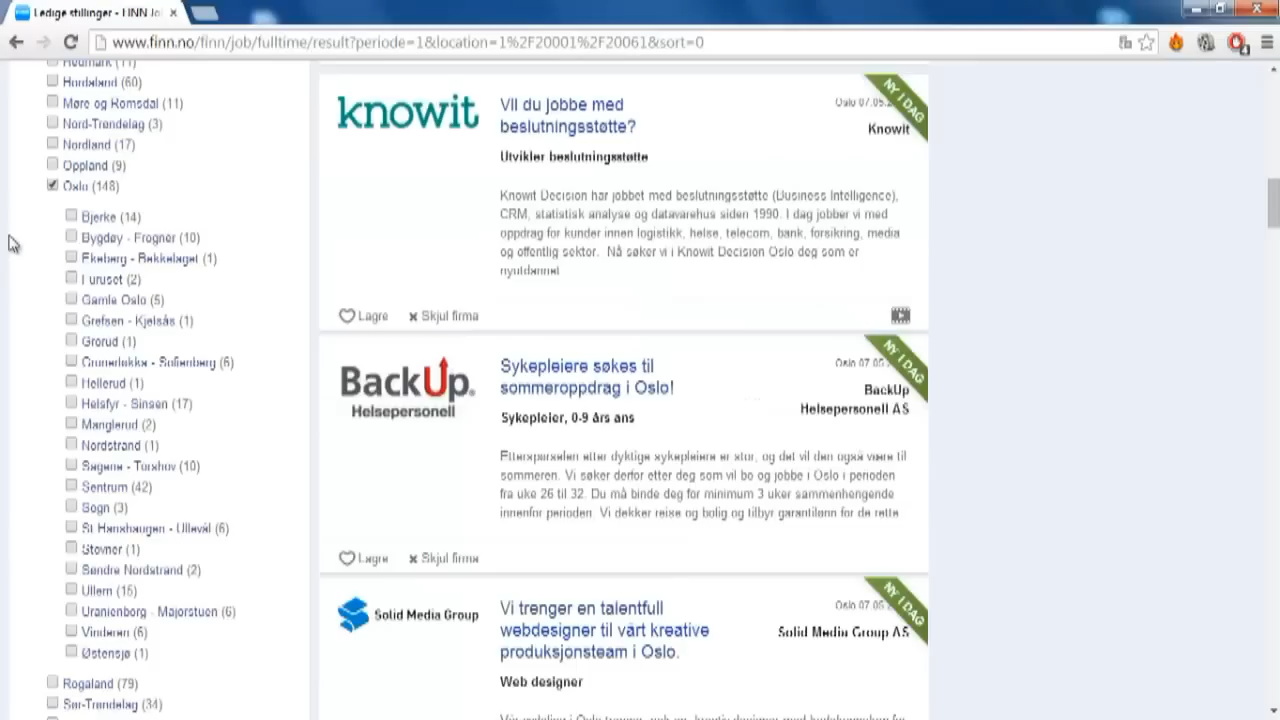 Ledige stillinger - FINN Jo
www.finn.no/finn/job/fulltime/result?periode=1&location=1%2F20001%2F20061&sort=0
Hedmark (11)
Hordaland (60)
Møre og Romsdal (11)
Nord-Trøndelag (3)
Nordland (17)
Oppland (9)
Oslo (148)
Bjerke (14)
Bygdøy - Frogner (10)
Ekeberg - Bekkelaget (1)
Furuset (2)
Gamle Oslo (5)
Grefsen - Kjelsås (1)
Grorud (1)
Grünerløkka - Sofienberg (6)
Hellerud (1)
Helsfyr - Sinsen (17)
Manglerud (2)
Nordstrand (1)
Sagene - Torshov (10)
Sentrum (42)
Sogn (3)
St Hanshaugen - Ullevål (6)
Stovner (1)
Søndre Nordstrand (2)
Ullern (15)
Uranienborg - Majorstuen (6)
Vinderen (6)
Østensjø (1)
Rogaland (79)
Sør-Trøndelag (34)
knowit
Vil du jobbe med
beslutningsstøtte?
Utvikler beslutningsstøtte
Oslo 07.05.
NY I DAG
Knowit
Knowit Decision har jobbet med beslutningsstøtte (Business Intelligence),
CRM, statistisk analyse og datavarehus siden 1990. I dag jobber vi med
oppdrag for kunder innen logistikk, helse, telecom, bank, forsikring, media
og offentlig sektor. Nå søker vi i Knowit Decision Oslo deg som er
nyutdannet
Lagre
Skjul firma
BackUp
Helsepersonell
Sykepleiere søkes til
sommeroppdrag i Oslo!
Sykepleier, 0-9 års ans
Oslo 07.05
NY I DAG
BackUp
Helsepersonell AS
Etterspørselen etter dyktige sykepleiere er stor, og det vil den også være til
sommeren. Vi søker derfor etter deg som vil bo og jobbe i Oslo i perioden
fra uke 26 til 32. Du må binde deg for minimum 3 uker sammenhengende
innenfor perioden. Vi dekker reise og bolig og tilbyr garantilønn for de rette
Lagre
Skjul firma
Solid Media Group
Vi trenger en talentfull
webdesigner til vårt kreative
produksjonsteam i Oslo.
Web designer
Oslo 07.05
NY I DAG
Solid Media Group AS